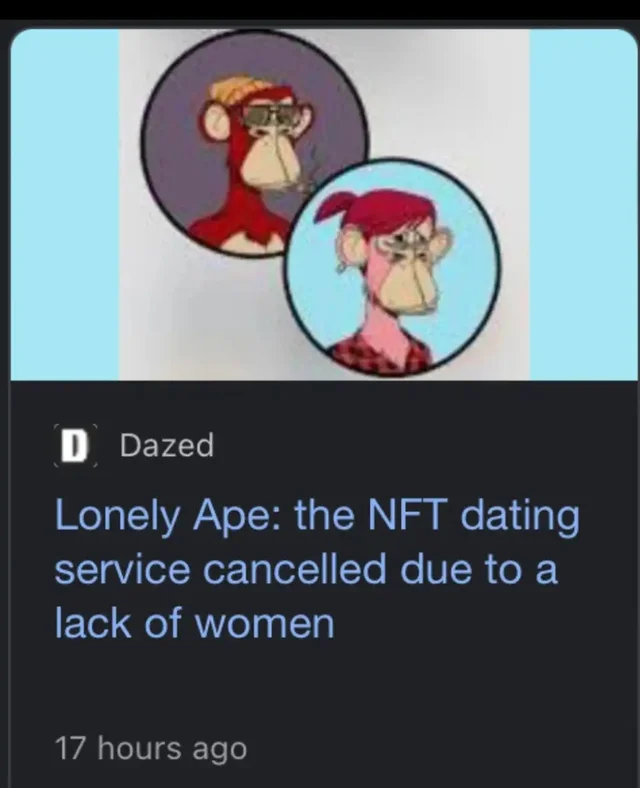 D Dazed
Lonely Ape: the NFT dating
service cancelled due to a
lack of women
17 hours ago